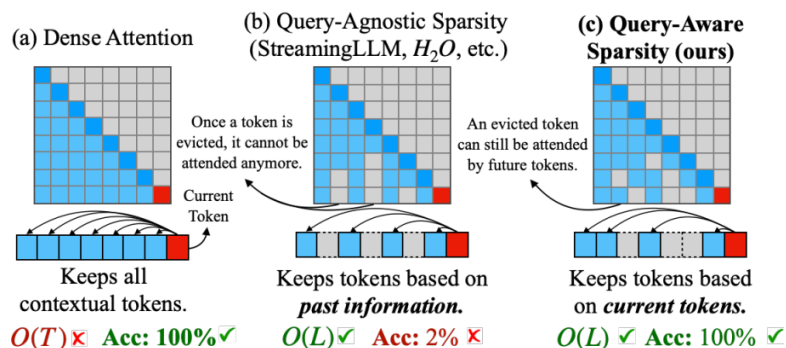 (a) Dense Attention
Current
Token
Keeps all
contextual tokens.
O(T) Acc: 100%
(b) Query-Agnostic Sparsity
(StreamingLLM, H₂O, etc.)
Once a token is
evicted, it cannot be
attended anymore.
Keeps tokens based on
past information.
O(L) Acc: 2%
(c) Query-Aware
Sparsity (ours)
An evicted token
can still be attended
by future tokens.
Keeps tokens based
on current tokens.
O(L) Acc: 100%